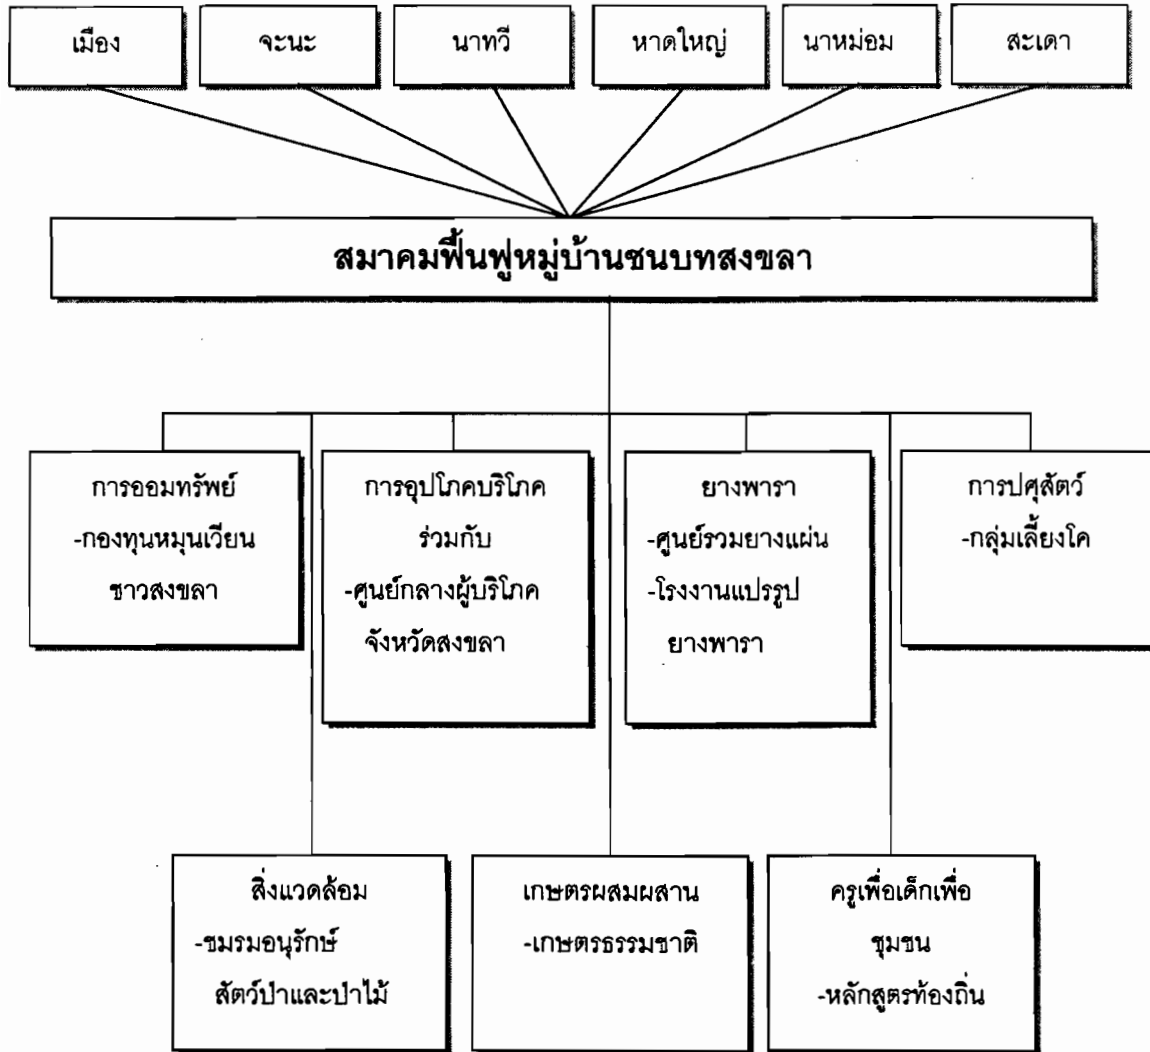 เมือง
จะนะ
นาทวี
หาดใหญ่
นาหม่อม
สะเดา
สมาคมฟื้นฟูหมู่บ้านชนบทสงขลา
การออมทรัพย์
-กองทุนหมุนเวียน
ชาวสงขลา
การอุปโภคบริโภค
ร่วมกับ
-ศูนย์กลางผู้บริโภค
จังหวัดสงขลา
ยางพารา
-ศูนย์รวมยางแผ่น
-โรงงานแปรรูป
ยางพารา
การปศุสัตว์
-กลุ่มเลี้ยงโค
สิ่งแวดล้อม
-ชมรมอนุรักษ์
สัตว์ป่าและป่าไม้
เกษตรผสมผสาน
-เกษตรธรรมชาติ
ครูเพื่อเด็กเพื่อ
ชุมชน
-หลักสูตรท้องถิ่น